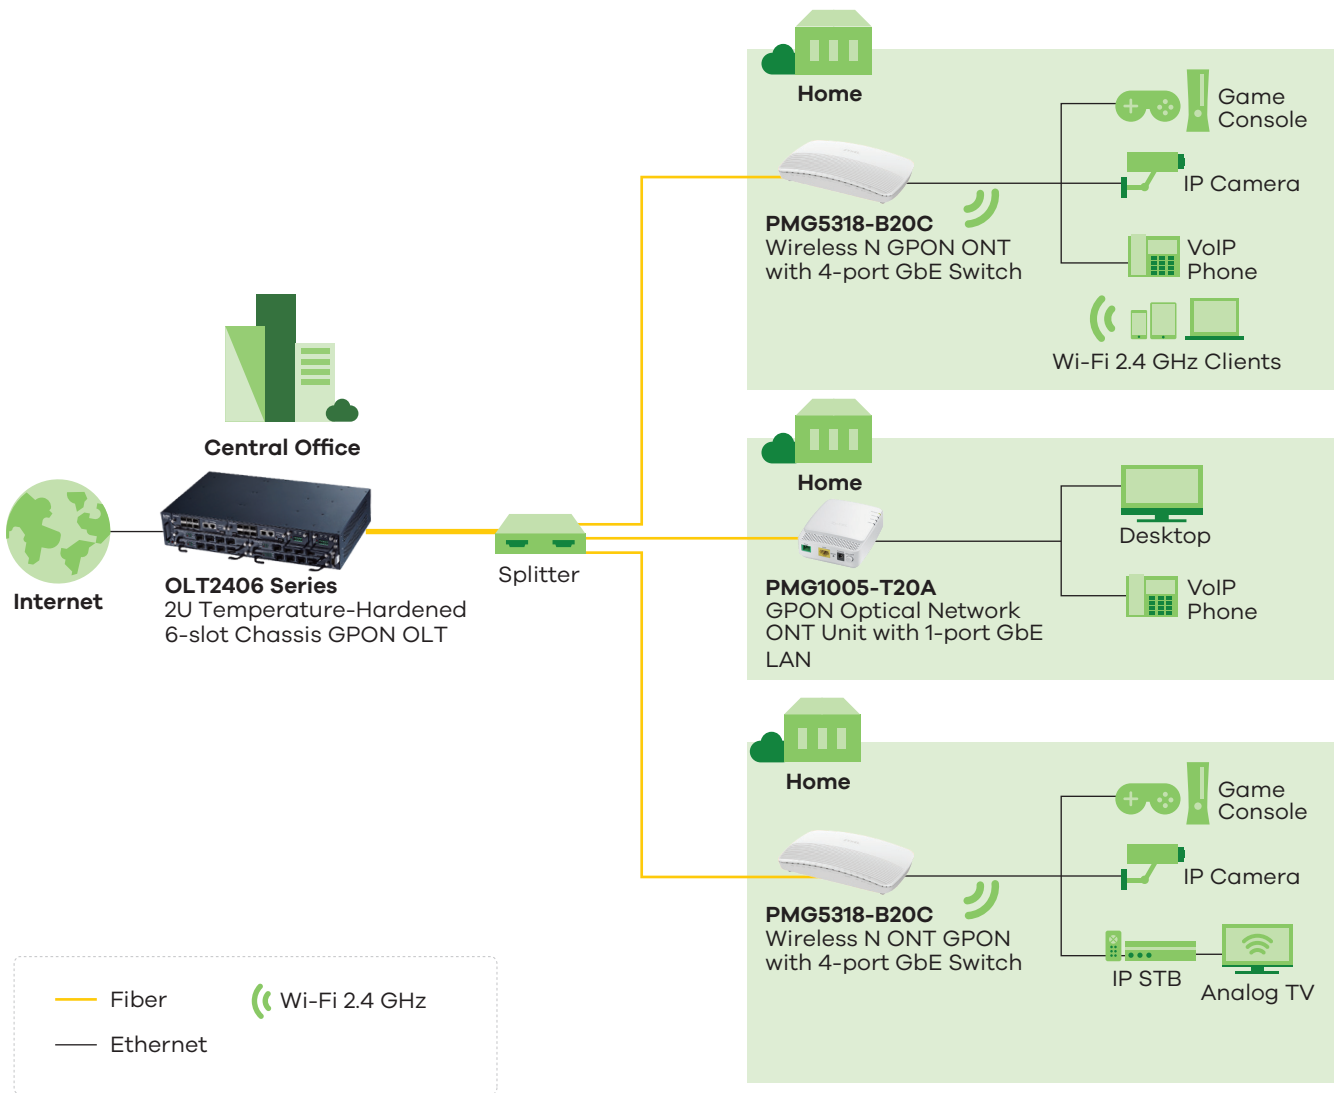 Home
Game
Console
IP Camera
PMG5318-B20C
Wireless N GPON ONT
with 4-port GbE Switch
VoIP
Phone
Wi-Fi 2.4 GHz Clients
Central Office
Internet
OLT2406 Series
2U Temperature-Hardened
6-slot Chassis GPON OLT
Splitter
Home
Desktop
PMG1005-T20A
GPON Optical Network
ONT Unit with 1-port GbE
LAN
VoIP
Phone
Home
Game
Console
IP Camera
PMG5318-B20C
Wireless N ONT GPON
with 4-port GbE Switch
IP STB
Analog TV
Fiber
Wi-Fi 2.4 GHz
Ethernet